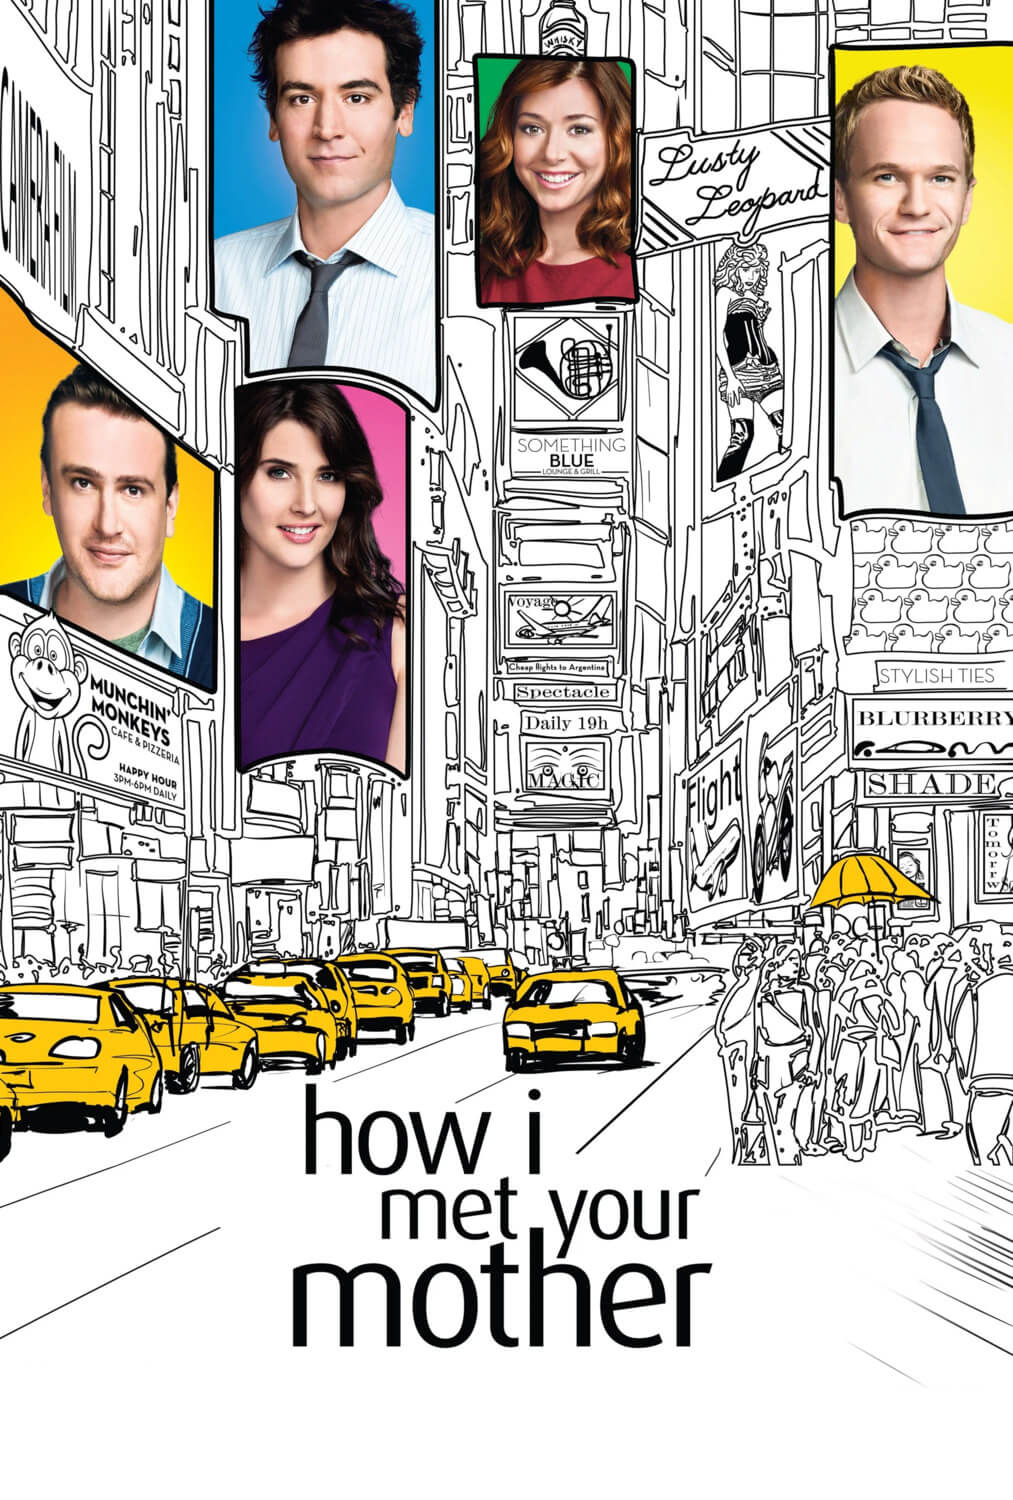 CAMERA FILM
WHISKY
Lusty
Leopard
SOMETHING
BLUE
LOUNGE & GRILL
Voyage
Cheap flights to Argentina
Spectacle
Daily 19h
MAGIC
MUNCHIN'
MONKEYS
CAFE & PIZZERIA
HAPPY HOUR
3PM-6PM DAILY
STYLISH TIES
BLURBERRY
SHADE
Flight
Tomorrw
how i
met your
mother